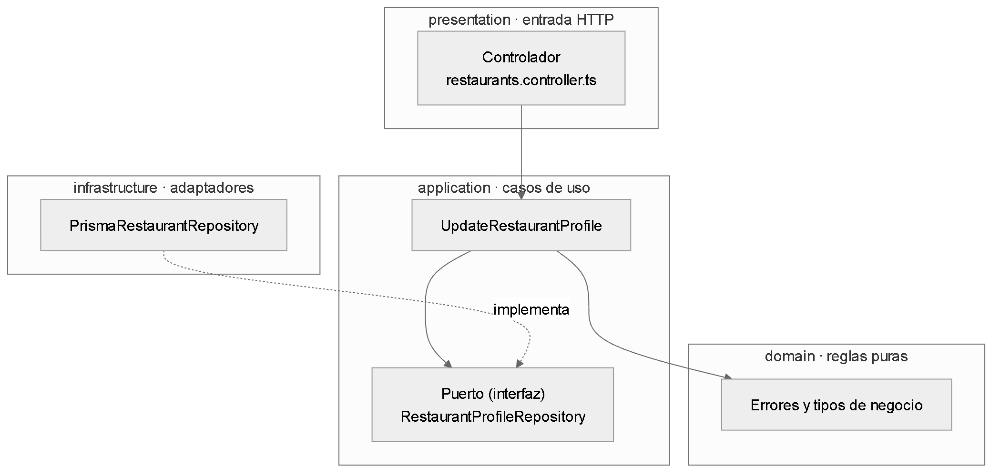 presentation · entrada HTTP
Controlador
restaurants.controller.ts
infrastructure · adaptadores
PrismaRestaurantRepository
application · casos de uso
UpdateRestaurantProfile
implementa
Puerto (interfaz)
RestaurantProfileRepository
domain · reglas puras
Errores y tipos de negocio